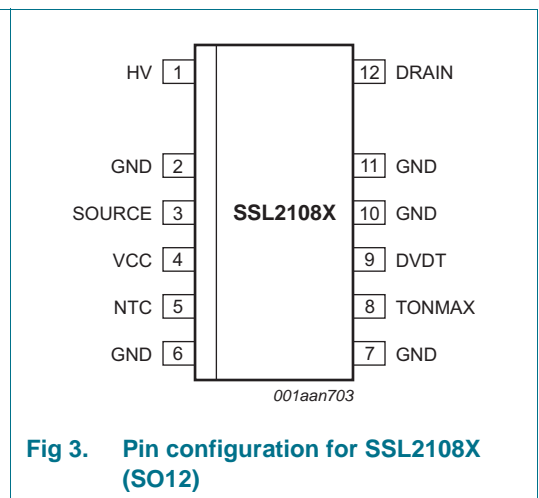 HV 1 12 DRAIN
GND 2 11 GND
SOURCE 3 SSL2108X 10 GND
VCC 4 9 DVDT
NTC 5 8 TONMAX
GND 6 7 GND
001aan703
Fig 3. Pin configuration for SSL2108X
(SO12)